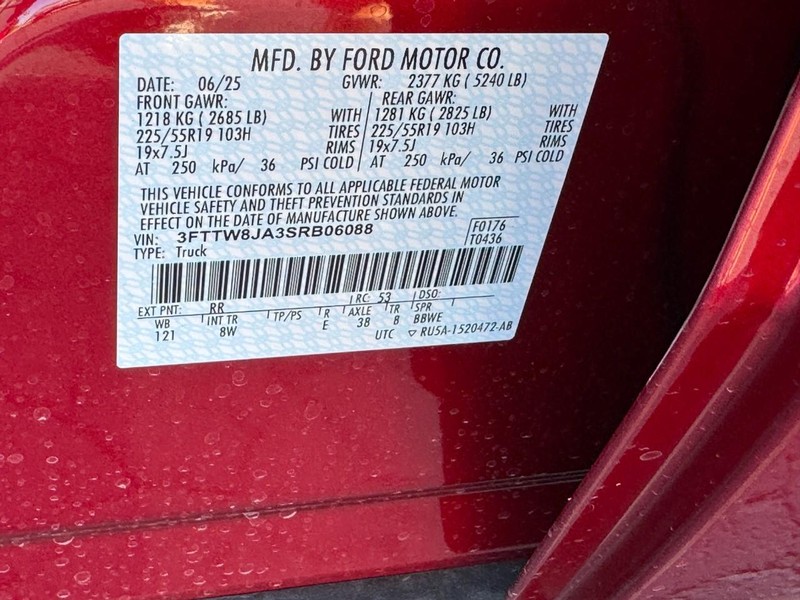 MFD. BY FORD MOTOR CO.
DATE: 06/25 GVWR: 2377 KG ( 5240 LB)
FRONT GAWR: REAR GAWR:
1218 KG ( 2685 LB) WITH 1281 KG ( 2825 LB) WITH
225/55R19 103H TIRES 225/55R19 103H TIRES
19x7.5J RIMS 19x7.5J RIMS
AT 250 kPa/ 36 PSI COLD AT 250 kPa/ 36 PSI COLD
THIS VEHICLE CONFORMS TO ALL APPLICABLE FEDERAL MOTOR
VEHICLE SAFETY AND THEFT PREVENTION STANDARDS IN
EFFECT ON THE DATE OF MANUFACTURE SHOWN ABOVE.
VIN: 3FTTW8JA3SRB06088 F0176
TYPE: Truck T0436
EXT PNT: RR RC: 53 DSO:
WB INT TR TP/PS R AXLE TR SPR
121 8W E 3B B BBWE
UTC ▽ RU5A-1520472-AB